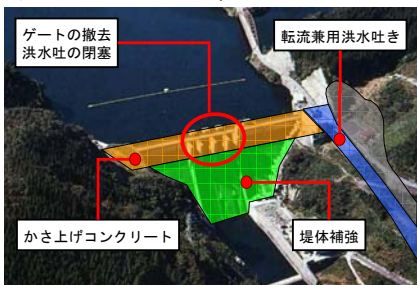 ゲートの撤去
洪水吐の閉塞
転流兼用洪水吐き
かさ上げコンクリート
堤体補強